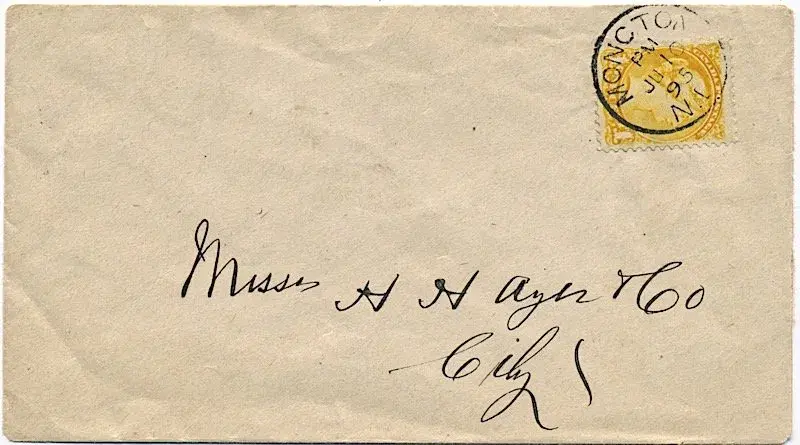 MONCTON
PM
JU 10
95
N.
Messrs H H Ayer & Co
City